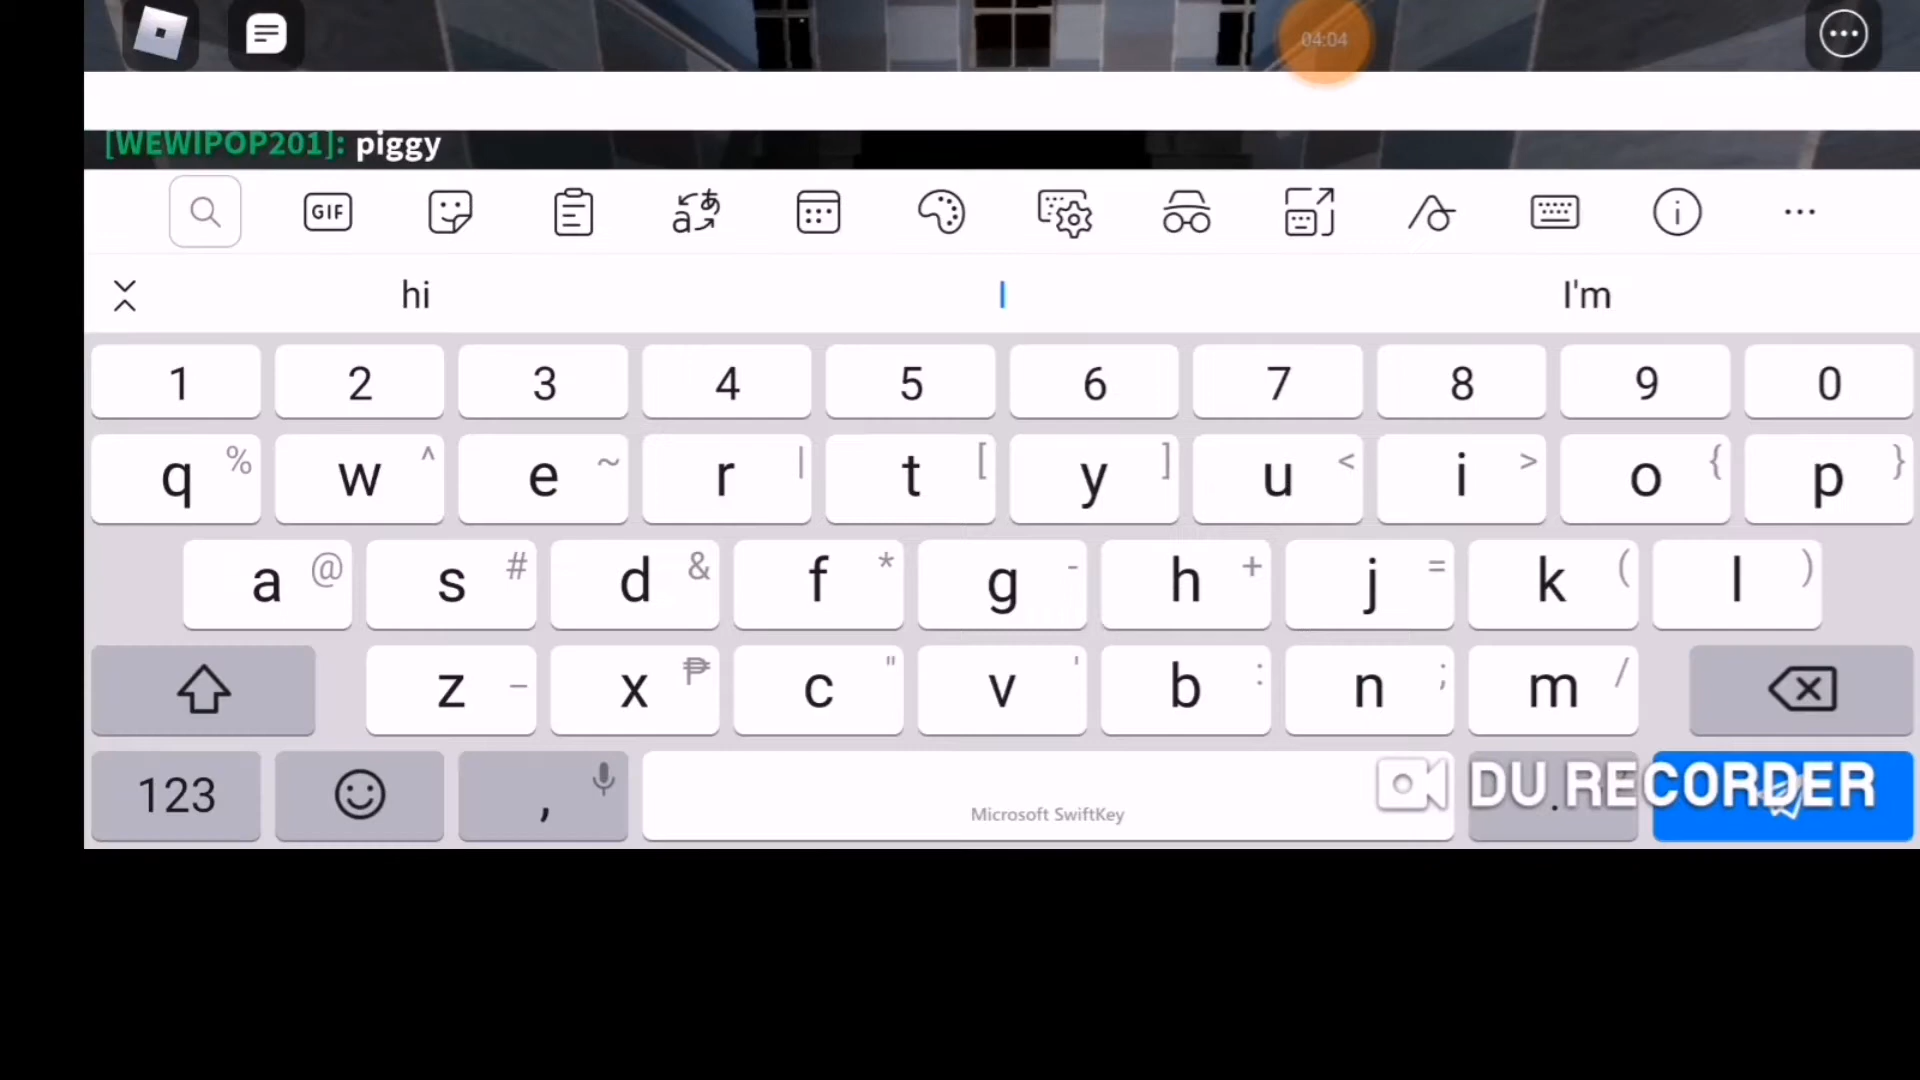 04:04
[WEWIPOP201]: piggy
GIF
hi I I'm
1 2 3 4 5 6 7 8 9 0
q % w ^ e ~ r | t [ y ] u < i > o { p }
a @ s # d & f * g - h + j = k ( l )
z _ x ₱ c " v ' b : n ; m /
123 , Microsoft SwiftKey .
DU RECORDER